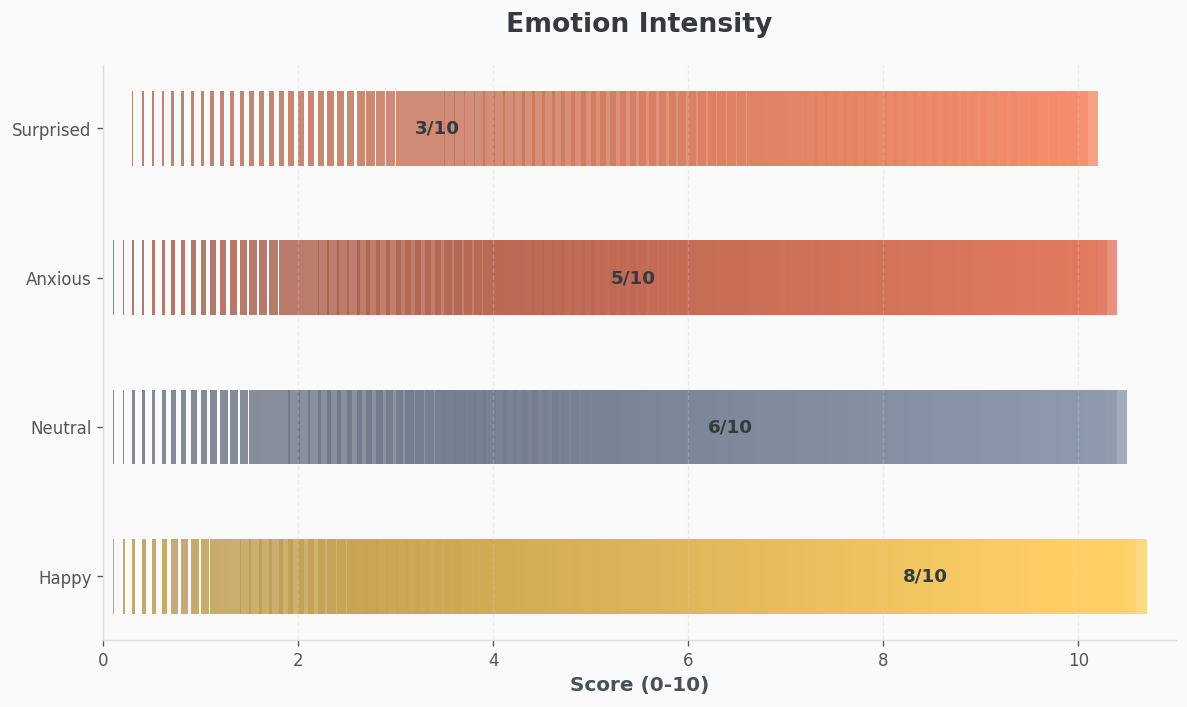 Emotion Intensity
Surprised
3/10
Anxious
5/10
Neutral
6/10
Happy
8/10
0 2 4 6 8 10
Score (0-10)